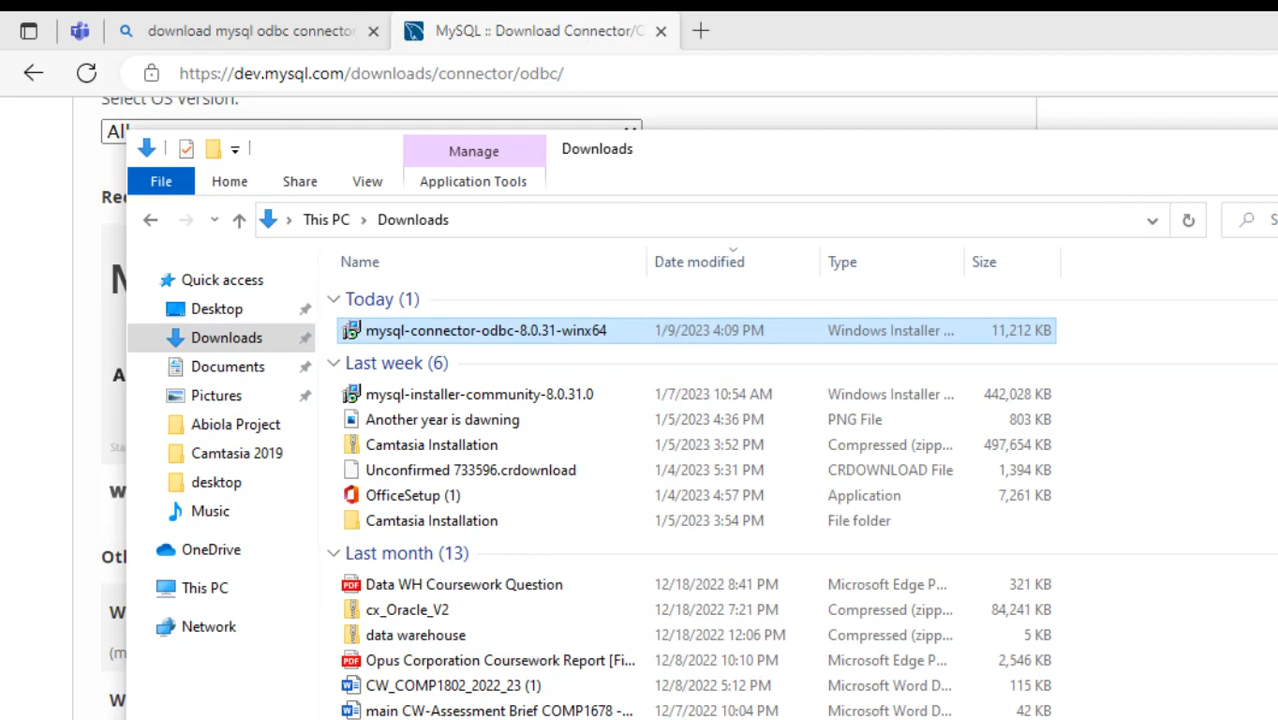 download mysql odbc connector
MySQL :: Download Connector/C
https://dev.mysql.com/downloads/connector/odbc/
Select OS Version:
All
Manage
Downloads
File
Home
Share
View
Application Tools
This PC
Downloads
S
Name
Date modified
Type
Size
Quick access
Desktop
Downloads
Documents
Pictures
Abiola Project
Camtasia 2019
desktop
Music
OneDrive
This PC
Network
Today (1)
mysql-connector-odbc-8.0.31-winx64 1/9/2023 4:09 PM Windows Installer ... 11,212 KB
Last week (6)
mysql-installer-community-8.0.31.0 1/7/2023 10:54 AM Windows Installer ... 442,028 KB
Another year is dawning 1/5/2023 4:36 PM PNG File 803 KB
Camtasia Installation 1/5/2023 3:52 PM Compressed (zipp... 497,654 KB
Unconfirmed 733596.crdownload 1/4/2023 5:31 PM CRDOWNLOAD File 1,394 KB
OfficeSetup (1) 1/4/2023 4:57 PM Application 7,261 KB
Camtasia Installation 1/5/2023 3:54 PM File folder
Last month (13)
Data WH Coursework Question 12/18/2022 8:41 PM Microsoft Edge P... 321 KB
cx_Oracle_V2 12/18/2022 7:21 PM Compressed (zipp... 84,241 KB
data warehouse 12/18/2022 12:06 PM Compressed (zipp... 5 KB
Opus Corporation Coursework Report [Fi... 12/8/2022 10:10 PM Microsoft Edge P... 2,546 KB
CW_COMP1802_2022_23 (1) 12/8/2022 5:12 PM Microsoft Word D... 115 KB
main CW-Assessment Brief COMP1678 -... 12/7/2022 10:04 PM Microsoft Word D... 42 KB